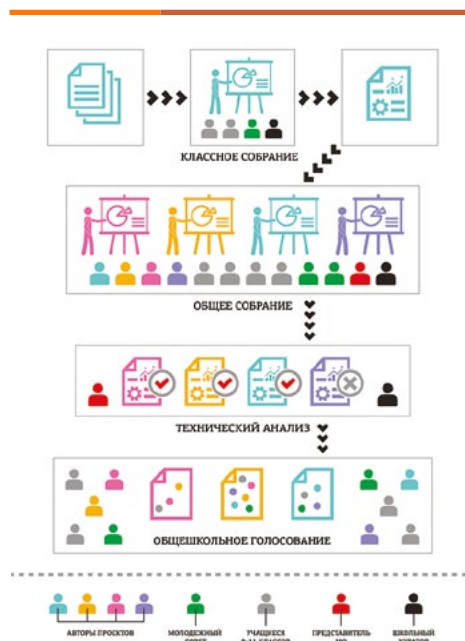 КЛАССНОЕ СОБРАНИЕ
ОБЩЕЕ СОБРАНИЕ
ТЕХНИЧЕСКИЙ АНАЛИЗ
ОБЩЕШКОЛЬНОЕ ГОЛОСОВАНИЕ
АВТОРЫ ПРОЕКТОВ
МОЛОДЕЖНЫЙ
УЧАЩИЕСЯ
ПРЕДСТАВИТЕЛЬ
ШКОЛЬНЫЙ